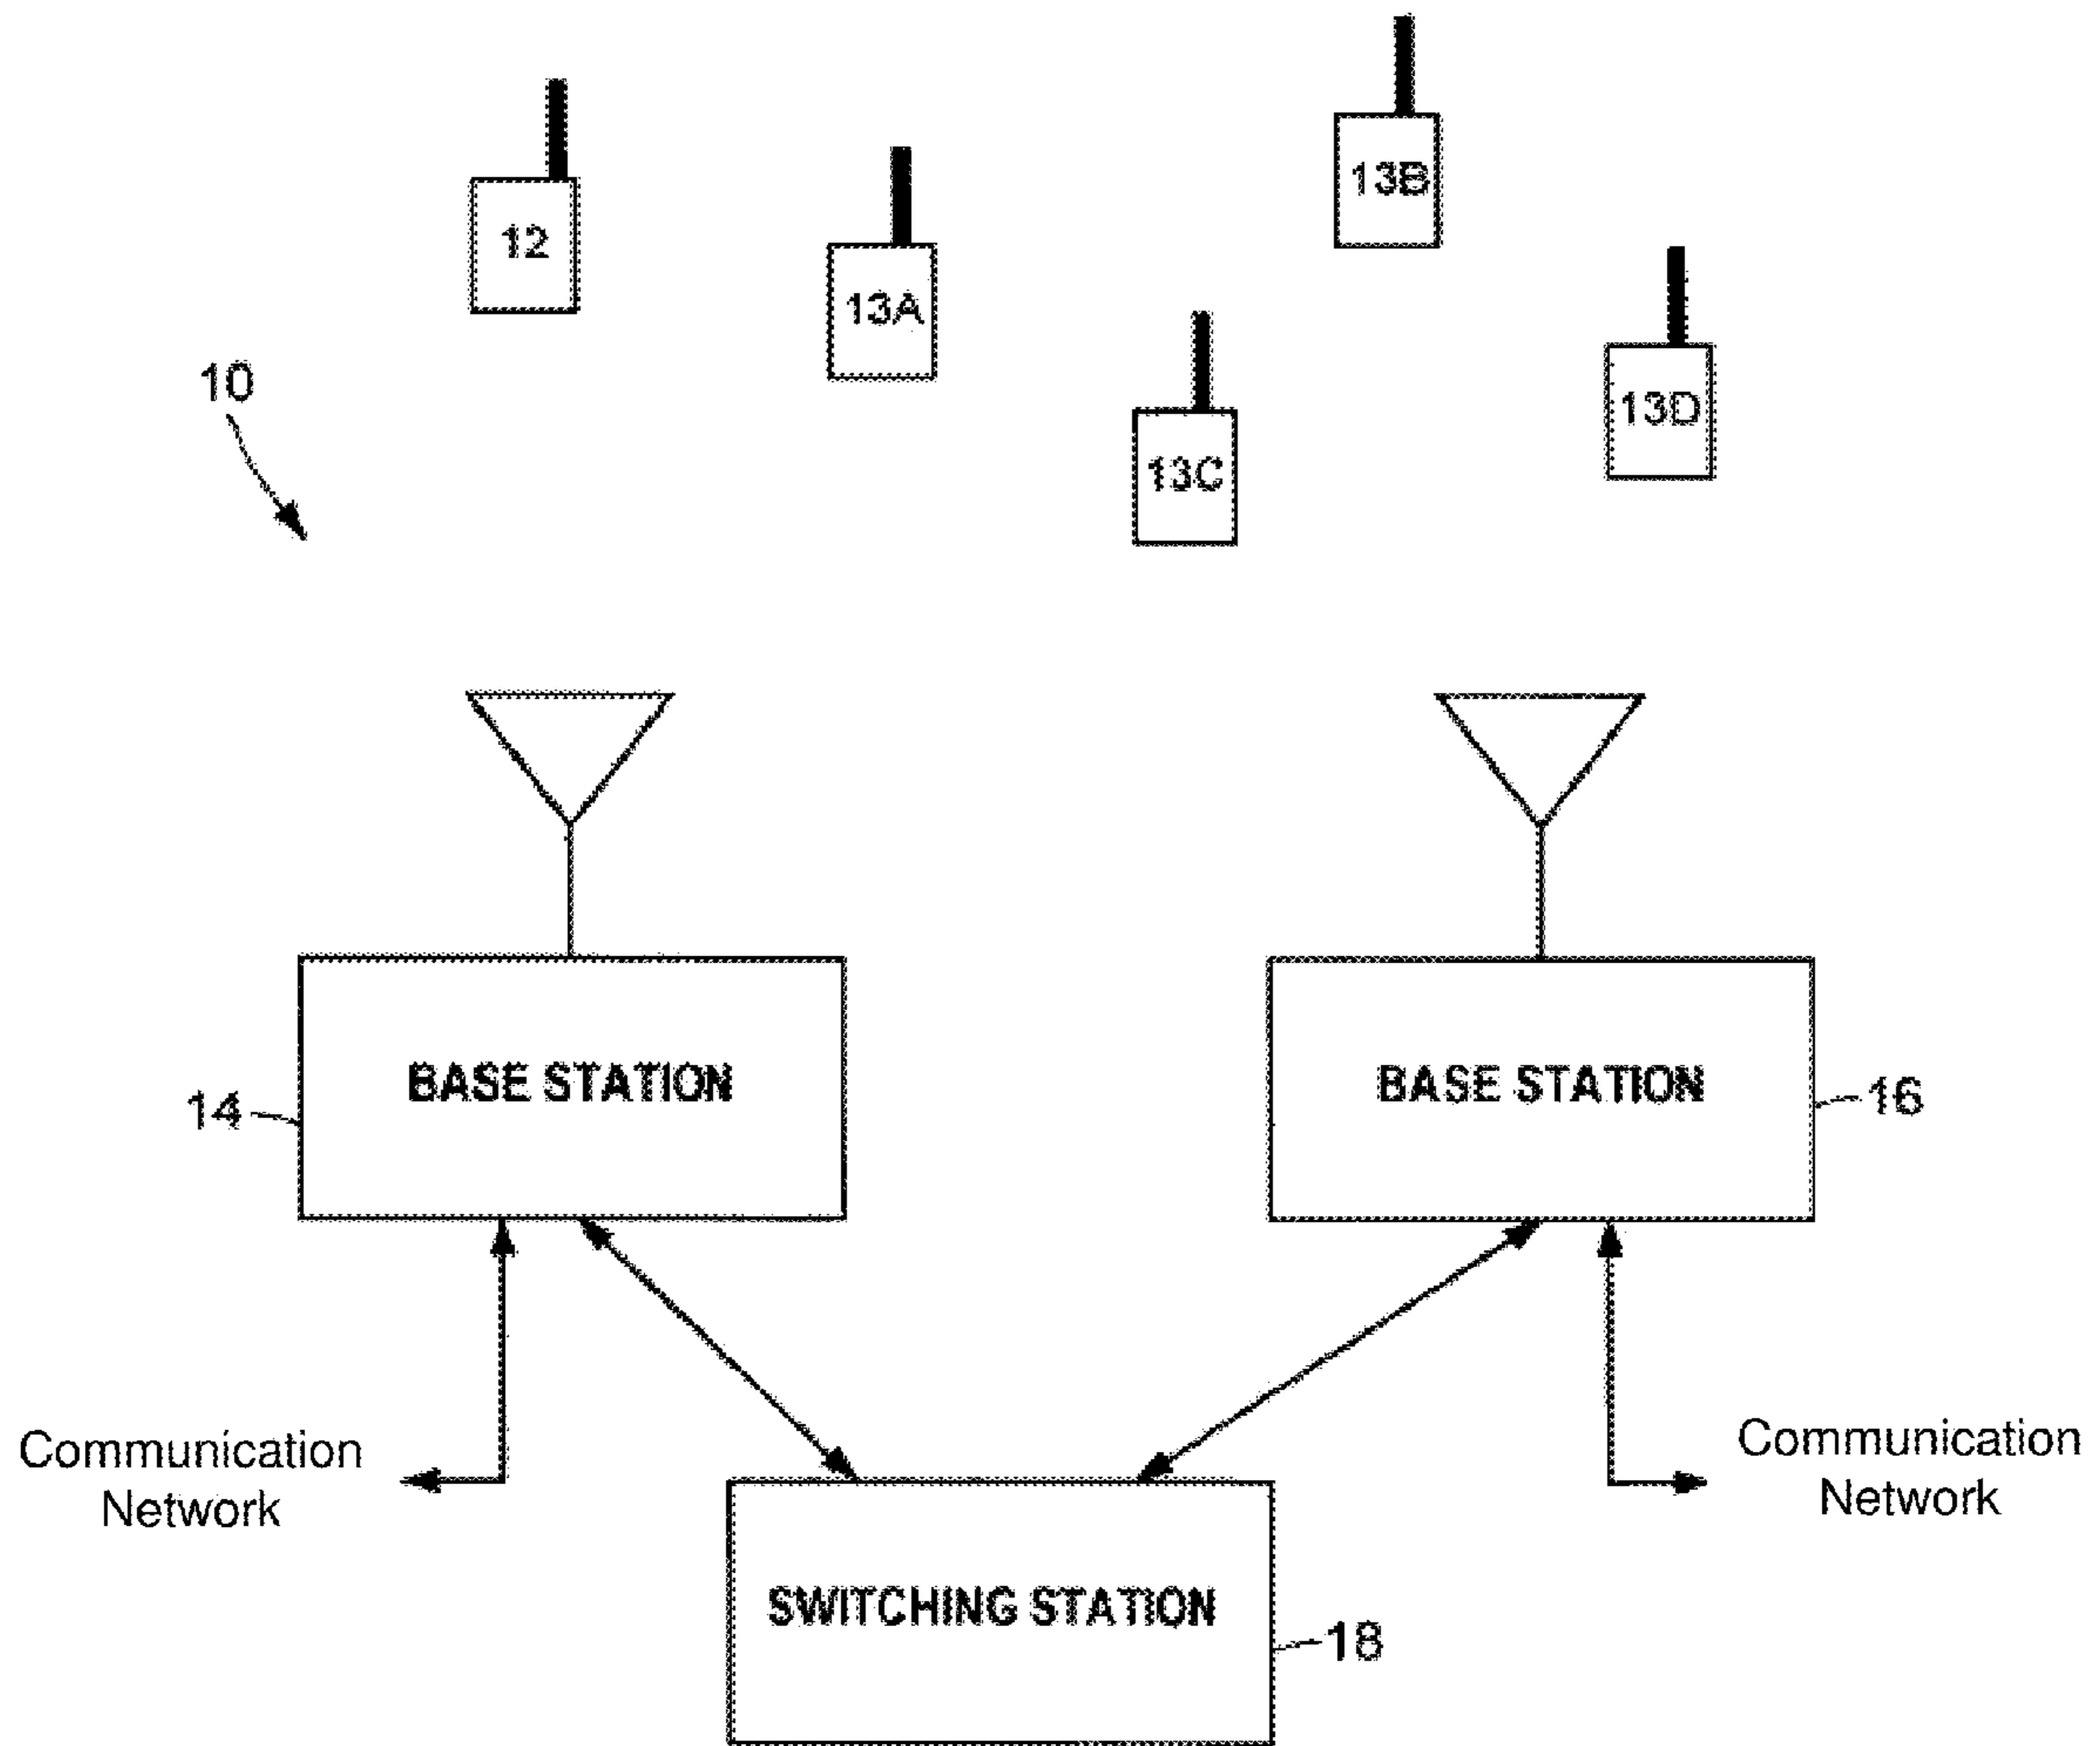 13B
12
13A
10
13D
13C
BASE STATION
BASE STATION
14
16
Communication
Network
Communication
Network
SWITCHING STATION
18